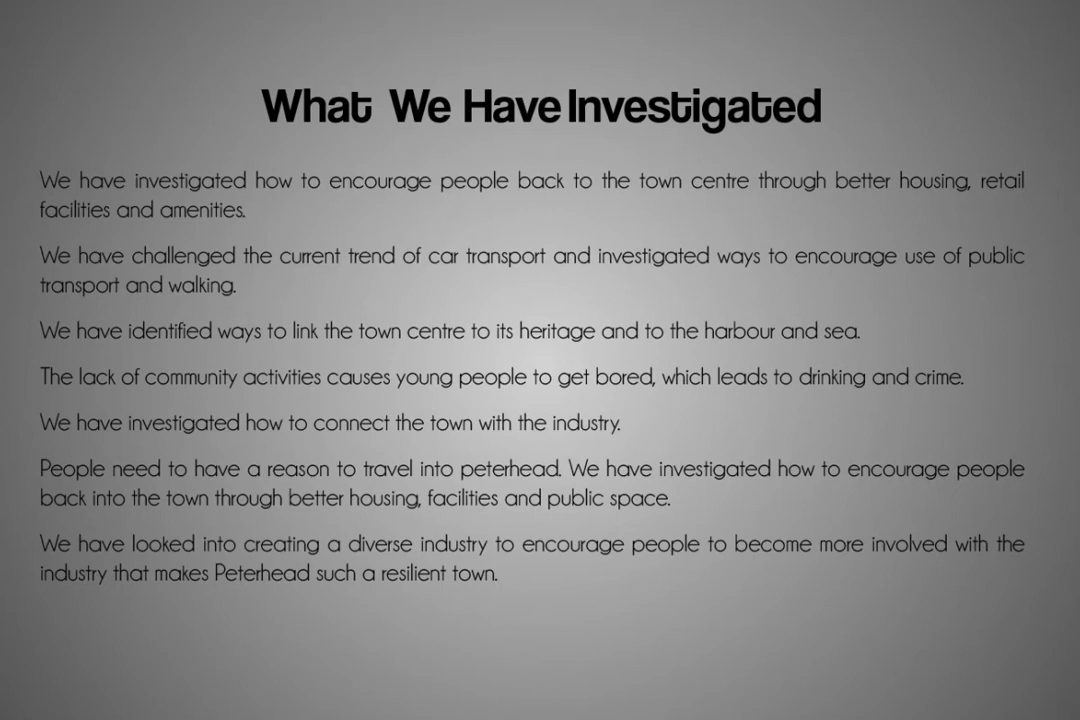 What We Have Investigated
We have investigated how to encourage people back to the town centre through better housing, retail
facilities and amenities.
We have challenged the current trend of car transport and investigated ways to encourage use of public
transport and walking.
We have identified ways to link the town centre to its heritage and to the harbour and sea.
The lack of community activities causes young people to get bored, which leads to drinking and crime.
We have investigated how to connect the town with the industry.
People need to have a reason to travel into peterhead. We have investigated how to encourage people
back into the town through better housing, facilities and public space.
We have looked into creating a diverse industry to encourage people to become more involved with the
industry that makes Peterhead such a resilient town.